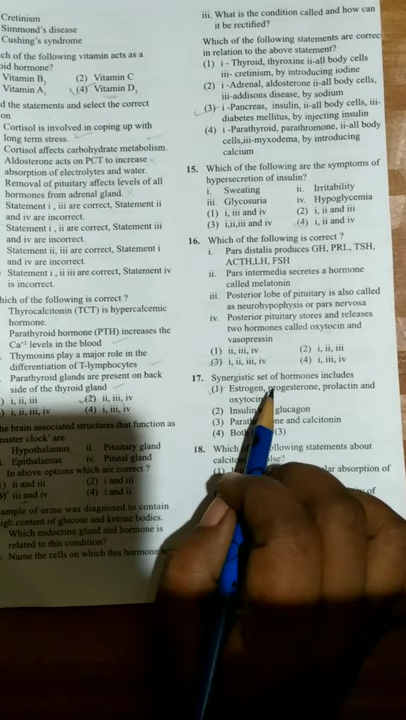 Cretinism
Simmond's disease
Cushing's syndrome
ch of the following vitamin acts as a
oid hormone?
Vitamin B₁ (2) Vitamin C
Vitamin A₁ (4) Vitamin D₃
d the statements and select the correct
on
Cortisol is involved in coping with
long term stress.
Cortisol affects carbohydrate metabolism.
Aldosterone acts on PCT to increase
absorption of electrolytes and water.
Removal of pituitary affects levels of all
hormones from adrenal gland.
Statement i , iii are correct, Statement ii
and iv are incorrect.
Statement i , ii are correct, Statement iii
and iv are incorrect.
Statement ii, iii are correct, Statement i
and iv are incorrect.
Statement i , ii iii are correct, Statement iv
is incorrect.
hich of the following is correct ?
Thyrocalcitonin (TCT) is hypercalcemic
hormone.
Parathyroid hormone (PTH) increases the
Ca⁺² levels in the blood
Thymosins play a major role in the
differentiation of T-lymphocytes
Parathyroid glands are present on back
side of the thyroid gland
) i, ii, iii (2) ii, iii, iv
) i, ii, iii, iv (4) i, iii, iv
he brain associated structures that function as
master clock' are
Hypothalamus ii. Pituitary gland
Epithalamus iv. Pineal gland
In above options which are correct ?
) ii and iii (2) i and iii
iii and iv (4) i and ii
ample of urine was diagnosed to contain
igh content of glucose and ketone bodies.
Which endocrine gland and hormone is
related to this condition?
Name the cells on which this hormone
iii. What is the condition called and how can
it be rectified?
Which of the following statements are correc
in relation to the above statement?
(1) i - Thyroid, thyroxine ii-all body cells
iii- cretinism, by introducing iodine
(2) i -Adrenal, aldosterone ii-all body cells,
iii-addisons disease, by sodium
(3) i -Pancreas, insulin, ii-all body cells, iii-
diabetes mellitus, by injecting insulin
(4) i -Parathyroid, parathromone, ii-all body
cells,iii-myxodema, by introducing
calcium
15. Which of the following are the symptoms of
hypersecretion of insulin?
i. Sweating ii. Irritability
iii. Glycosuria iv. Hypoglycemia
(1) i, iii and iv (2) i, ii and iii
(3) i,ii,iii and iv (4) i, ii and iv
16. Which of the following is correct ?
i. Pars distalis produces GH, PRL, TSH,
ACTH,LH, FSH
ii. Pars intermedia secretes a hormone
called melatonin
iii. Posterior lobe of pituitary is also called
as neurohypophysis or pars nervosa
iv. Posterior pituitary stores and releases
two hormones called oxytocin and
vasopressin
(1) ii, iii, iv (2) i, ii, iii
(3) i, ii, iii, iv (4) i, iii, iv
17. Synergistic set of hormones includes
(1) Estrogen, progesterone, prolactin and
oxytocin
(2) Insulin glucagon
(3) Parath ne and calcitonin
(4) Both (3)
18. Which ollowing statements about
calciton alse?
(1) lar absorption of
of